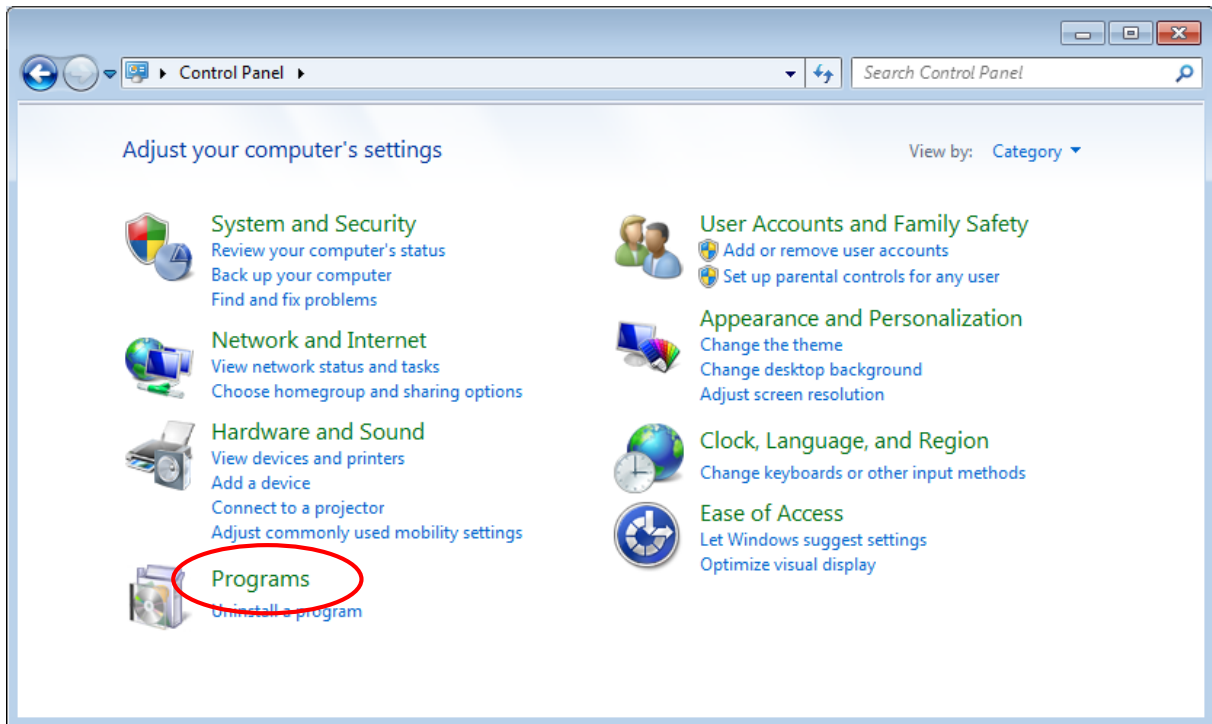 Control Panel
Search Control Panel
Adjust your computer's settings
View by: Category
System and Security
Review your computer's status
Back up your computer
Find and fix problems
Network and Internet
View network status and tasks
Choose homegroup and sharing options
Hardware and Sound
View devices and printers
Add a device
Connect to a projector
Adjust commonly used mobility settings
Programs
Uninstall a program
User Accounts and Family Safety
Add or remove user accounts
Set up parental controls for any user
Appearance and Personalization
Change the theme
Change desktop background
Adjust screen resolution
Clock, Language, and Region
Change keyboards or other input methods
Ease of Access
Let Windows suggest settings
Optimize visual display